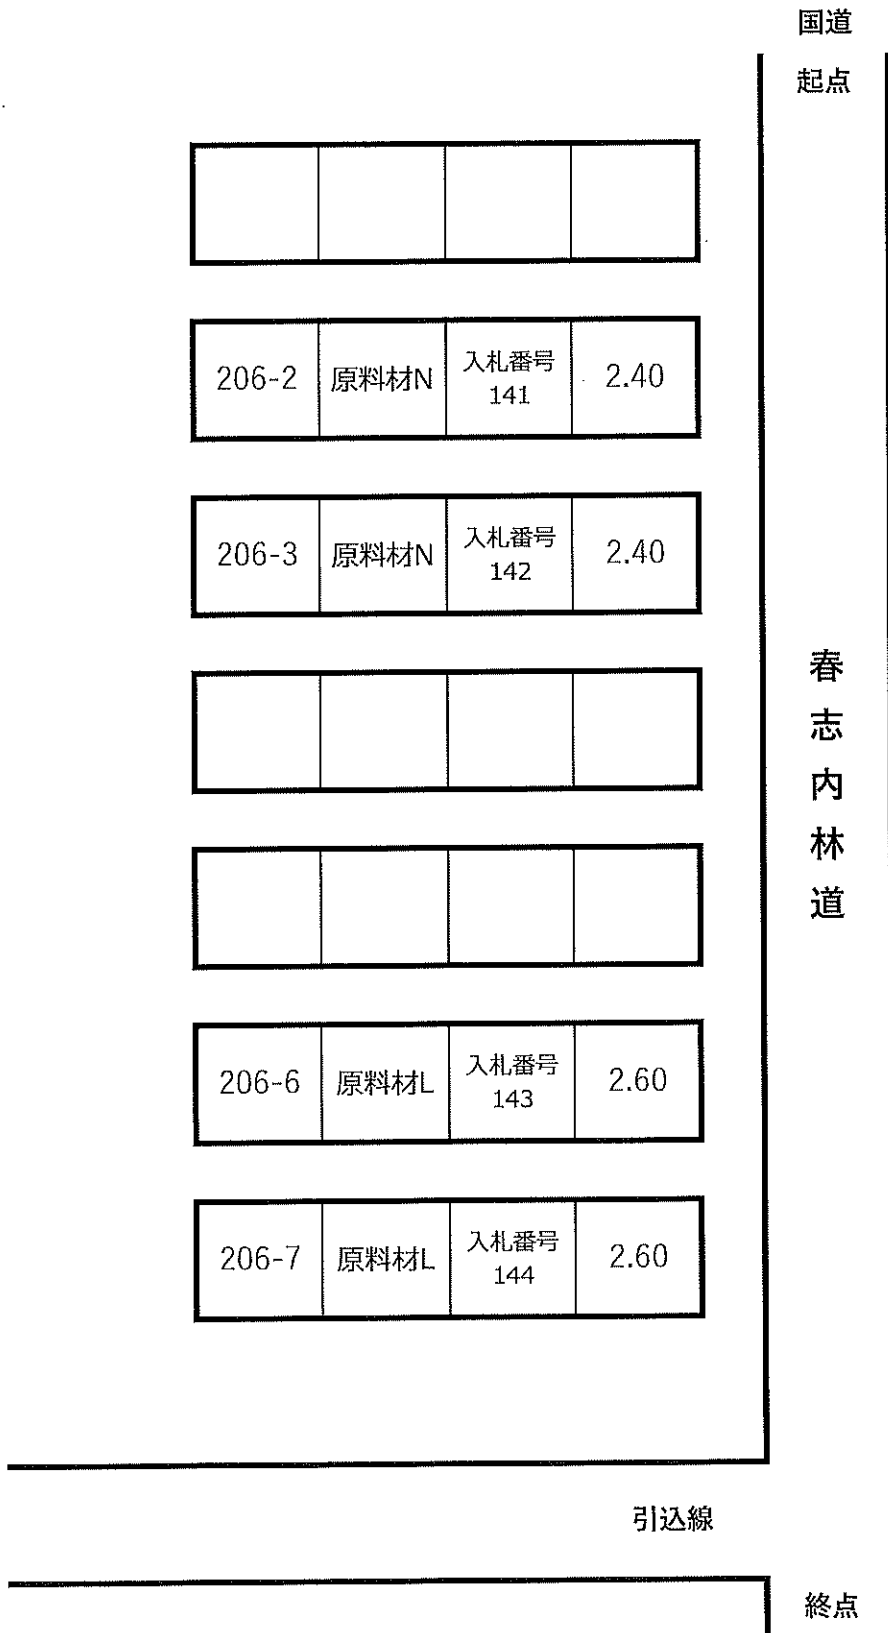 国道
起点
206-2 原料材N 入札番号 2.40
141
206-3 原料材N 入札番号 2.40
142
春志内林道
206-6 原料材L 入札番号 2.60
143
206-7 原料材L 入札番号 2.60
144
引込線
終点